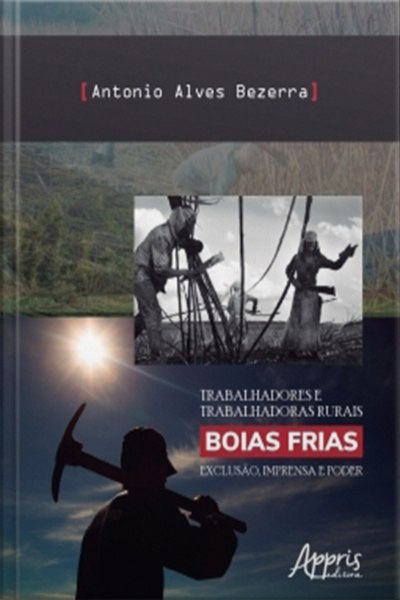 [Antonio Alves Bezerra]
TRABALHADORES E
TRABALHADORAS RURAIS
BOIAS FRIAS
EXCLUSÃO, IMPRENSA E PODER
Appris
editora